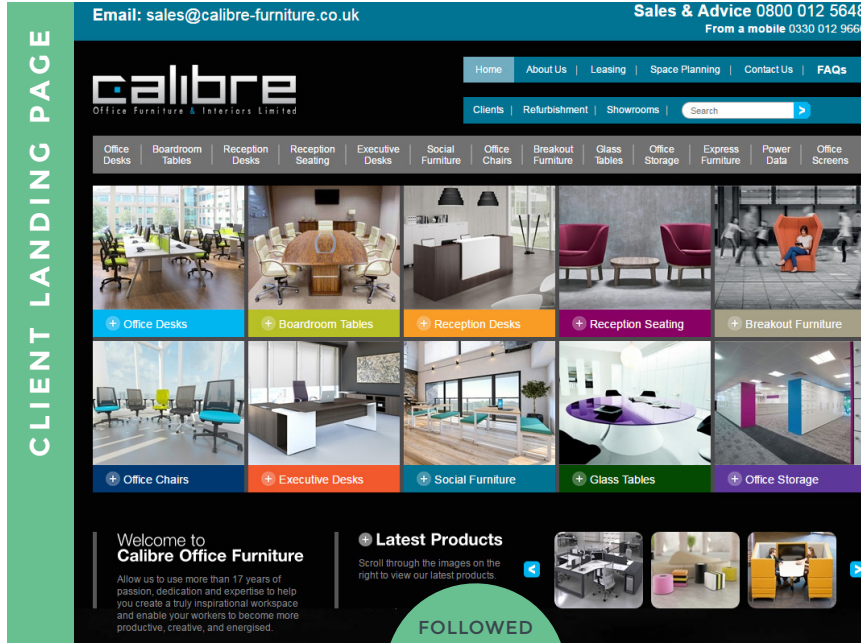 CLIENT LANDING PAGE
Email: sales@calibre-furniture.co.uk
Sales & Advice 0800 012 5648
From a mobile 0330 012 9660
calibre
Office Furniture & Interiors Limited
Home
About Us | Leasing | Space Planning | Contact Us | FAQs
Clients | Refurbishment | Showrooms | Search >
Office Desks | Boardroom Tables | Reception Desks | Reception Seating | Executive Desks | Social Furniture | Office Chairs | Breakout Furniture | Glass Tables | Office Storage | Express Furniture | Power Data | Office Screens
+ Office Desks
+ Boardroom Tables
+ Reception Desks
+ Reception Seating
+ Breakout Furniture
+ Office Chairs
+ Executive Desks
+ Social Furniture
+ Glass Tables
+ Office Storage
Welcome to
Calibre Office Furniture
Allow us to use more than 17 years of
passion, dedication and expertise to help
you create a truly inspirational workspace
and enable your workers to become more
productive, creative, and energised.
+ Latest Products
Scroll through the images on the
right to view our latest products.
<
>
FOLLOWED